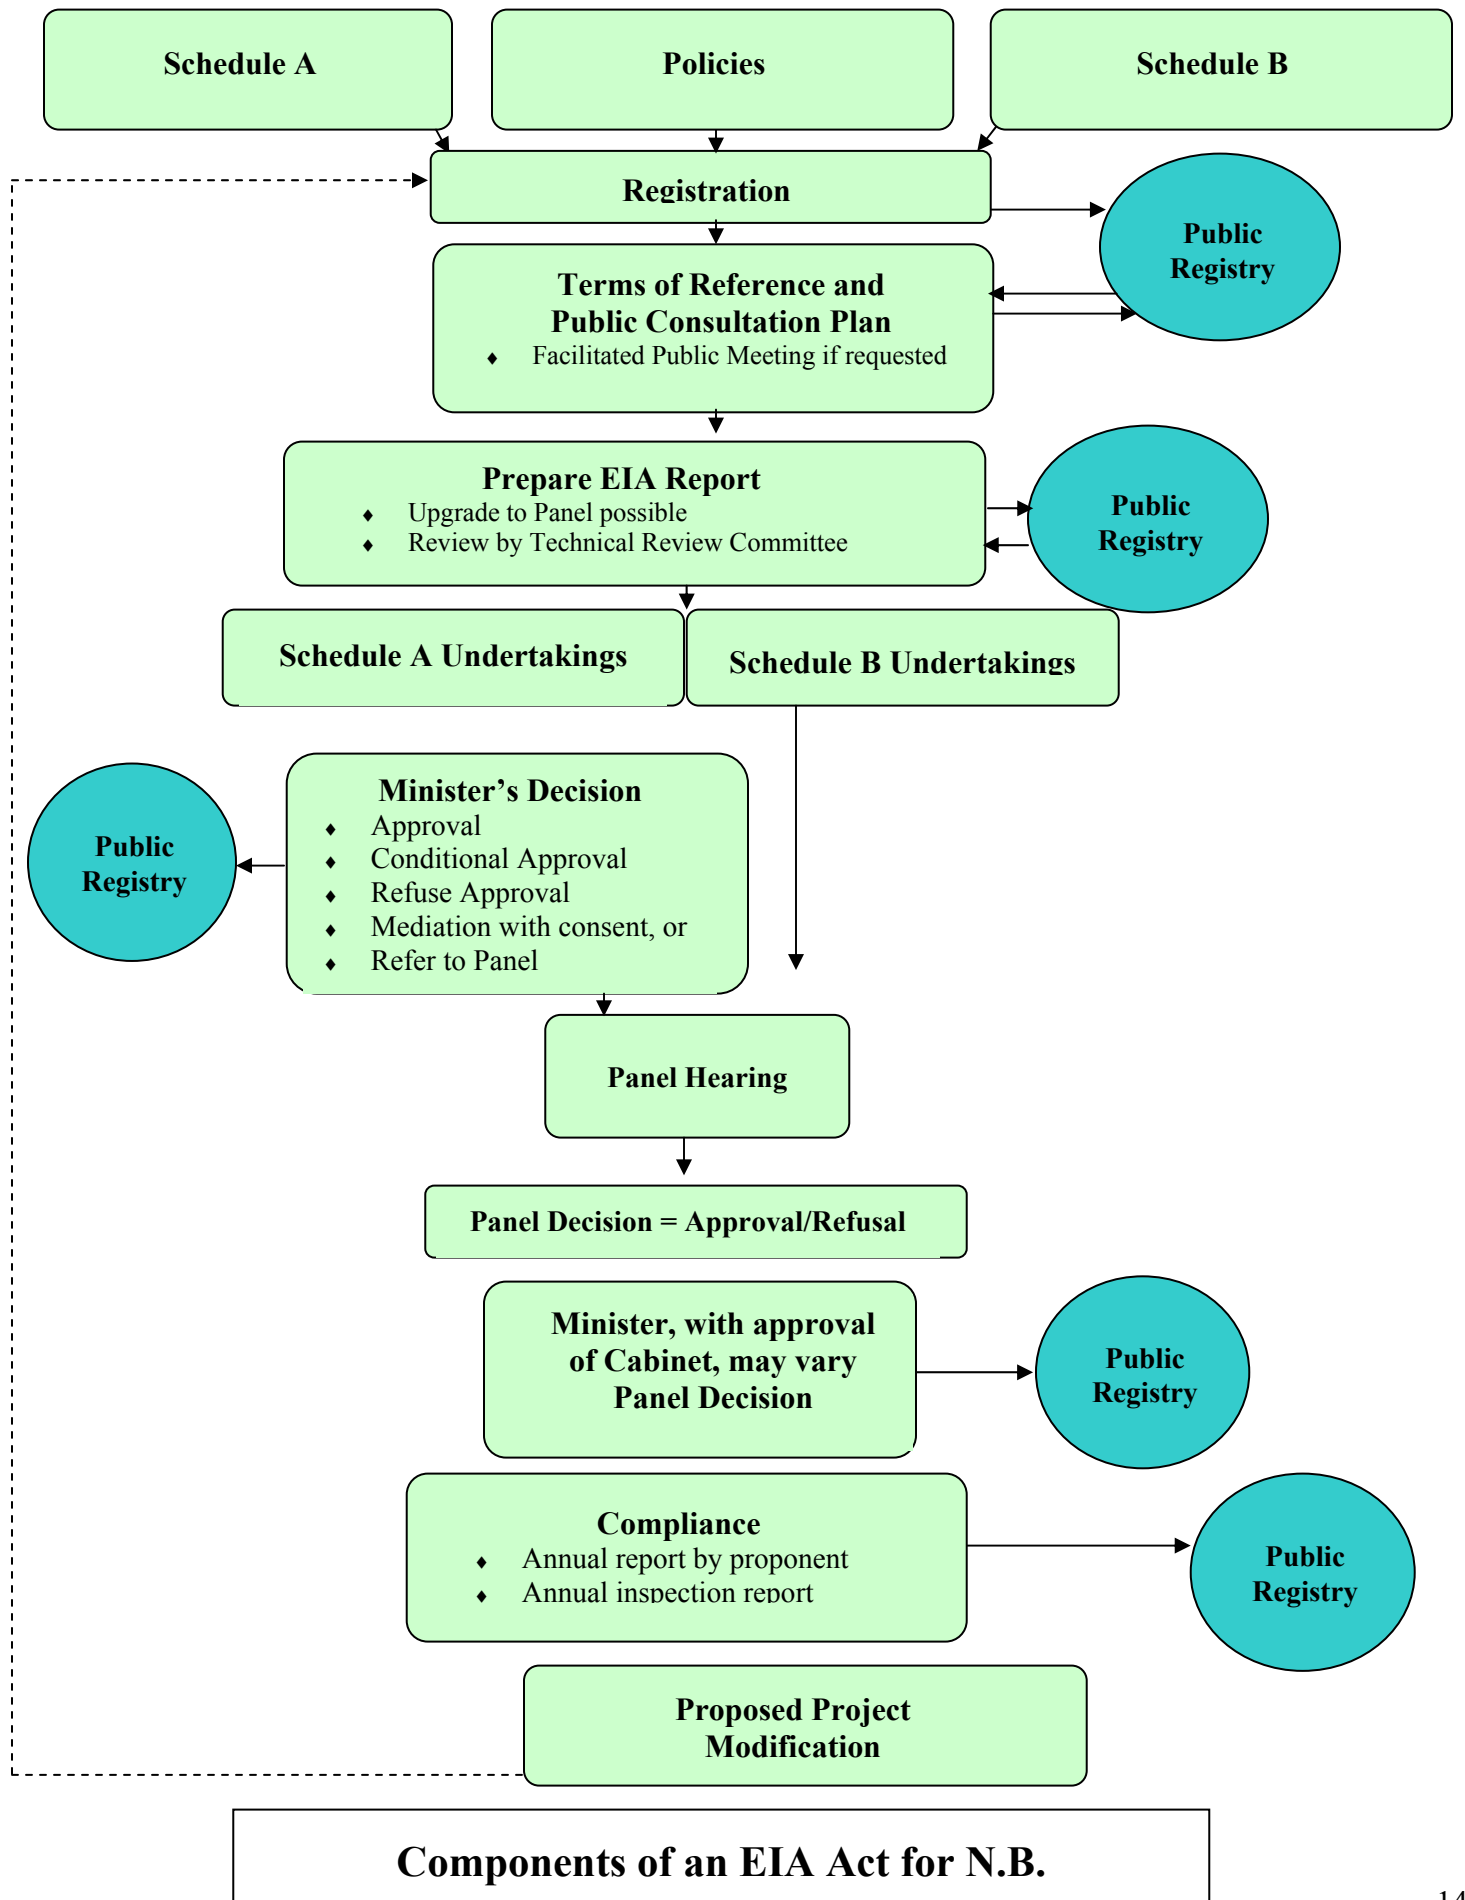 Schedule A
Policies
Schedule B
Registration
Public
Registry
Terms of Reference and
Public Consultation Plan
♦ Facilitated Public Meeting if requested
Prepare EIA Report
♦ Upgrade to Panel possible
♦ Review by Technical Review Committee
Public
Registry
Schedule A Undertakings
Schedule B Undertakings
Minister’s Decision
♦ Approval
♦ Conditional Approval
♦ Refuse Approval
♦ Mediation with consent, or
♦ Refer to Panel
Public
Registry
Panel Hearing
Panel Decision = Approval/Refusal
Minister, with approval
of Cabinet, may vary
Panel Decision
Public
Registry
Compliance
♦ Annual report by proponent
♦ Annual inspection report
Public
Registry
Proposed Project
Modification
Components of an EIA Act for N.B.
14